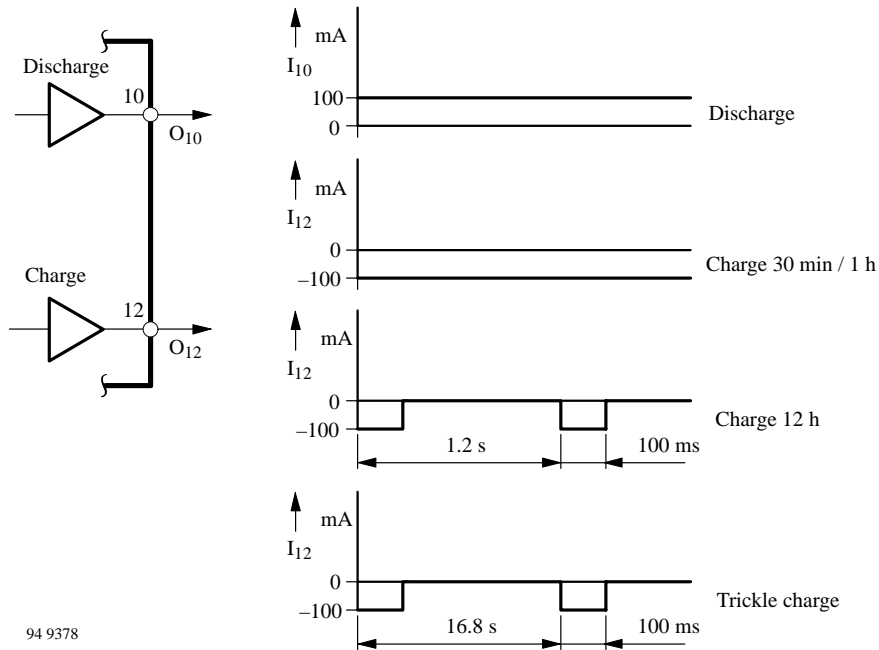 Discharge
10
O10
Charge
12
O12
mA
I10
100
0
Discharge
mA
I12
0
–100
Charge 30 min / 1 h
mA
I12
0
–100
Charge 12 h
1.2 s
100 ms
mA
I12
0
–100
Trickle charge
16.8 s
100 ms
94 9378